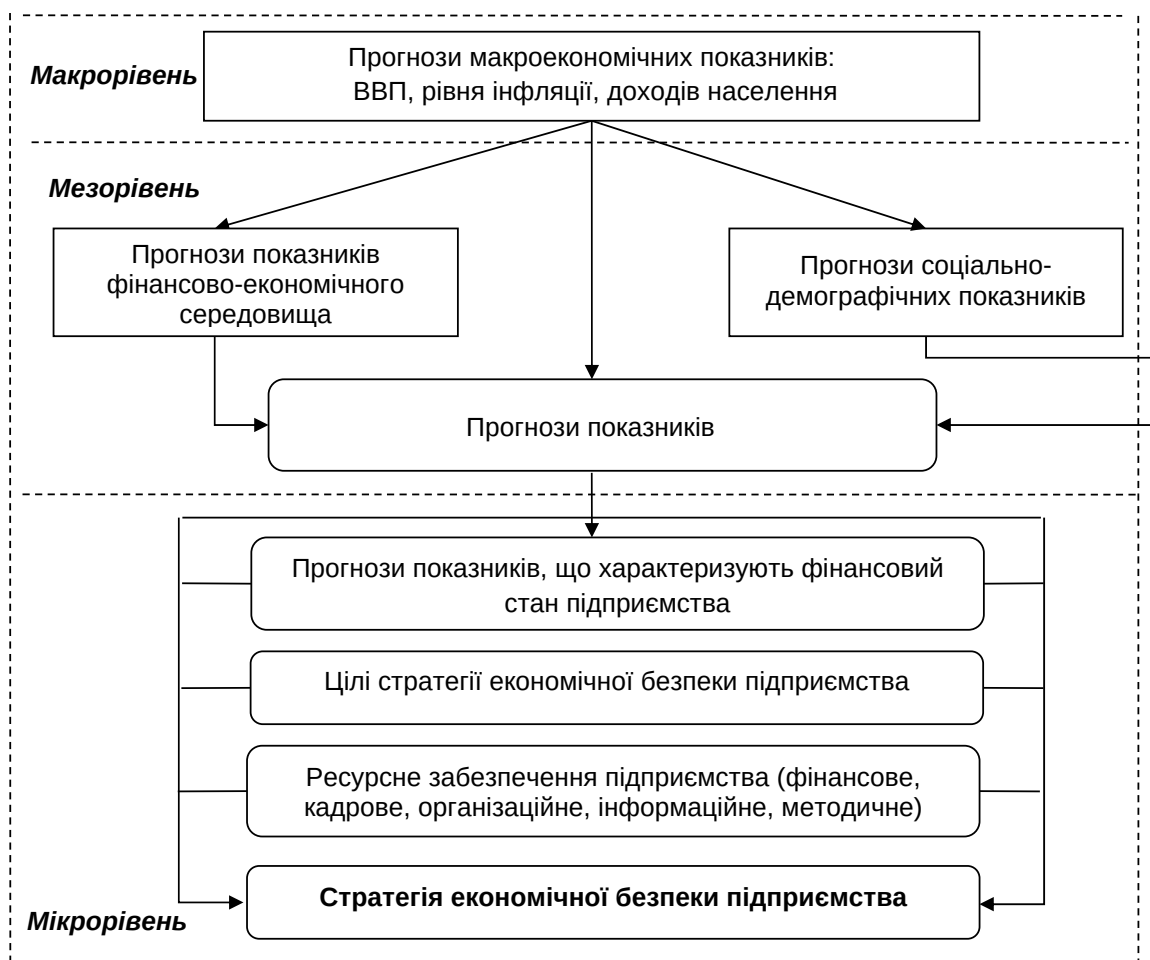 Макрорівень
Прогнози макроекономічних показників:
ВВП, рівня інфляції, доходів населення
Мезорівень
Прогнози показників
фінансово-економічного
середовища
Прогнози соціально-
демографічних показників
Прогнози показників
Прогнози показників, що характеризують фінансовий
стан підприємства
Цілі стратегії економічної безпеки підприємства
Ресурсне забезпечення підприємства (фінансове,
кадрове, організаційне, інформаційне, методичне)
Стратегія економічної безпеки підприємства
Мікрорівень